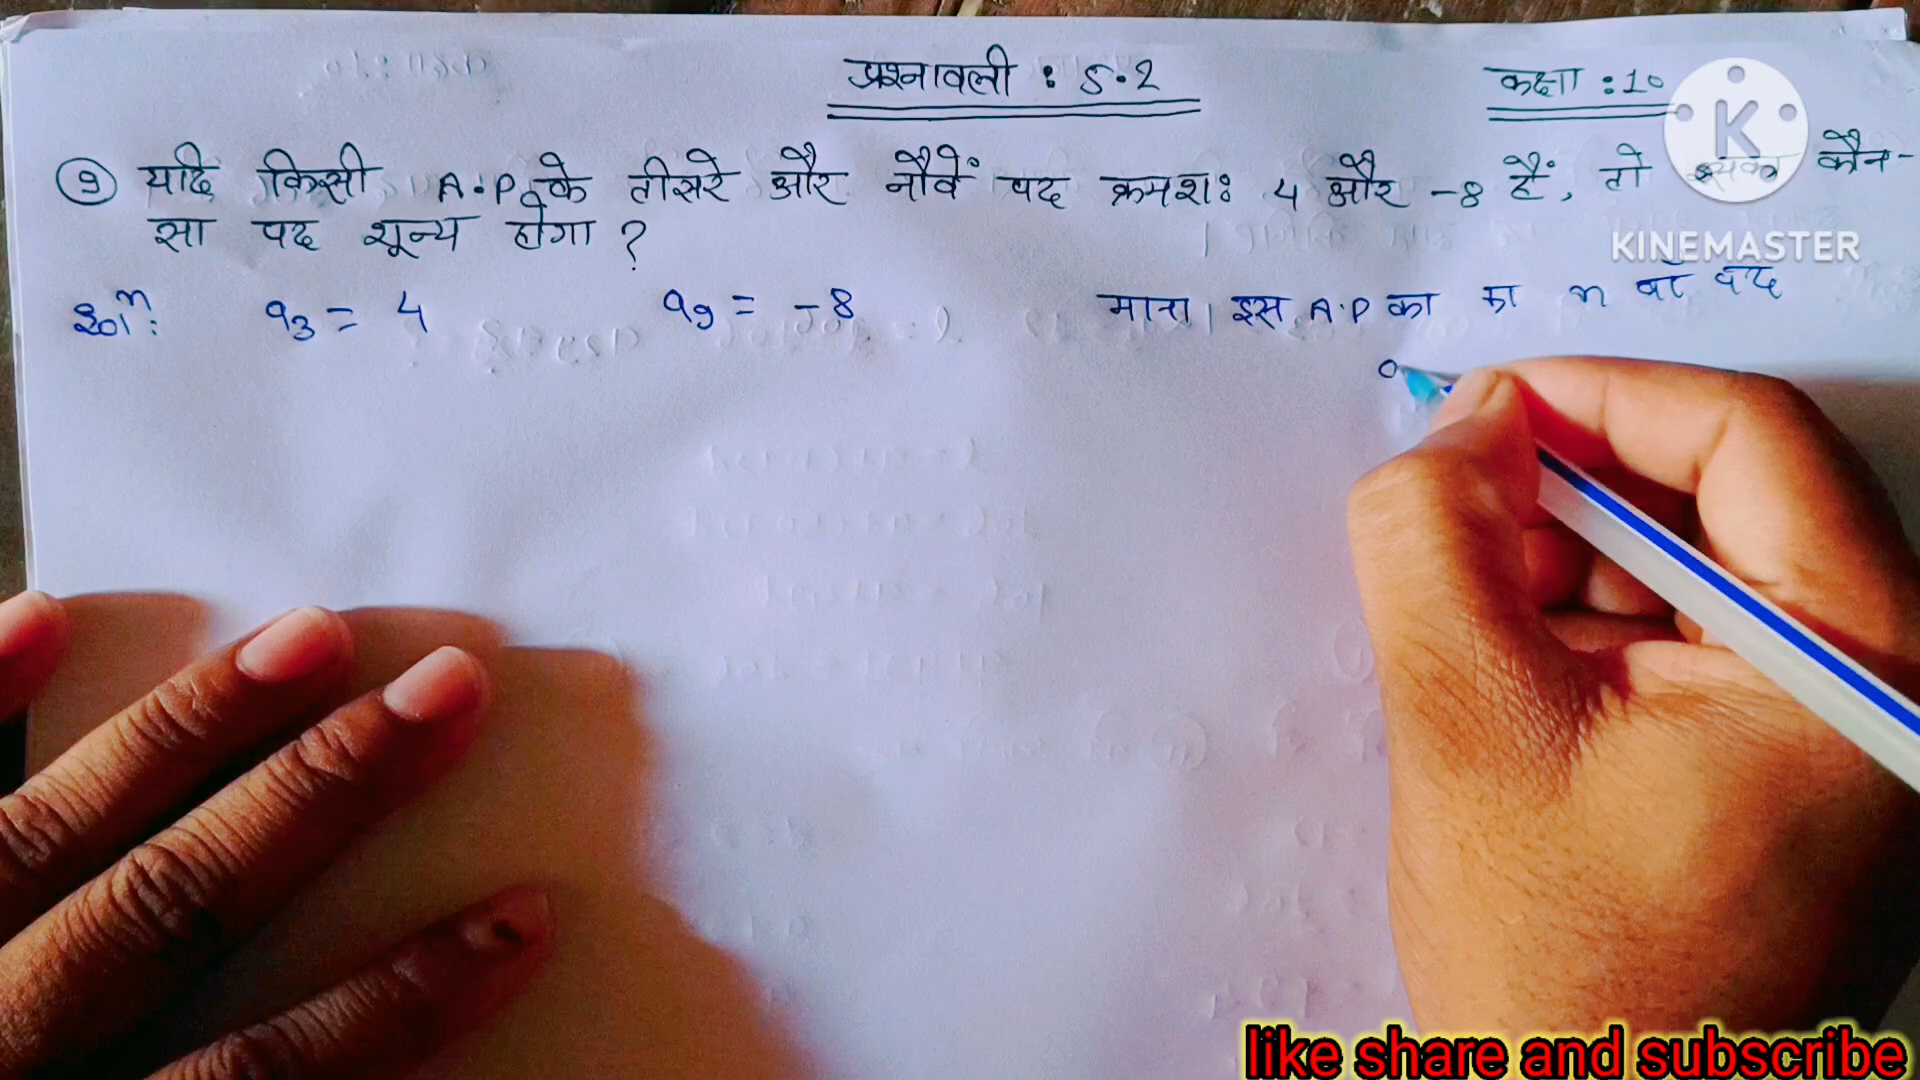 प्रश्नावली : 5.2
कक्षा : 10
9 यदि किसी A.P. के तीसरे और नौवें पद क्रमशः 4 और -8 हैं, तो इसका कौन-
सा पद शून्य होगा ?
Solⁿ: a₃ = 4 a₉ = -8 माना इस A.P का का n वाँ पद
K
KINEMASTER
like share and subscribe